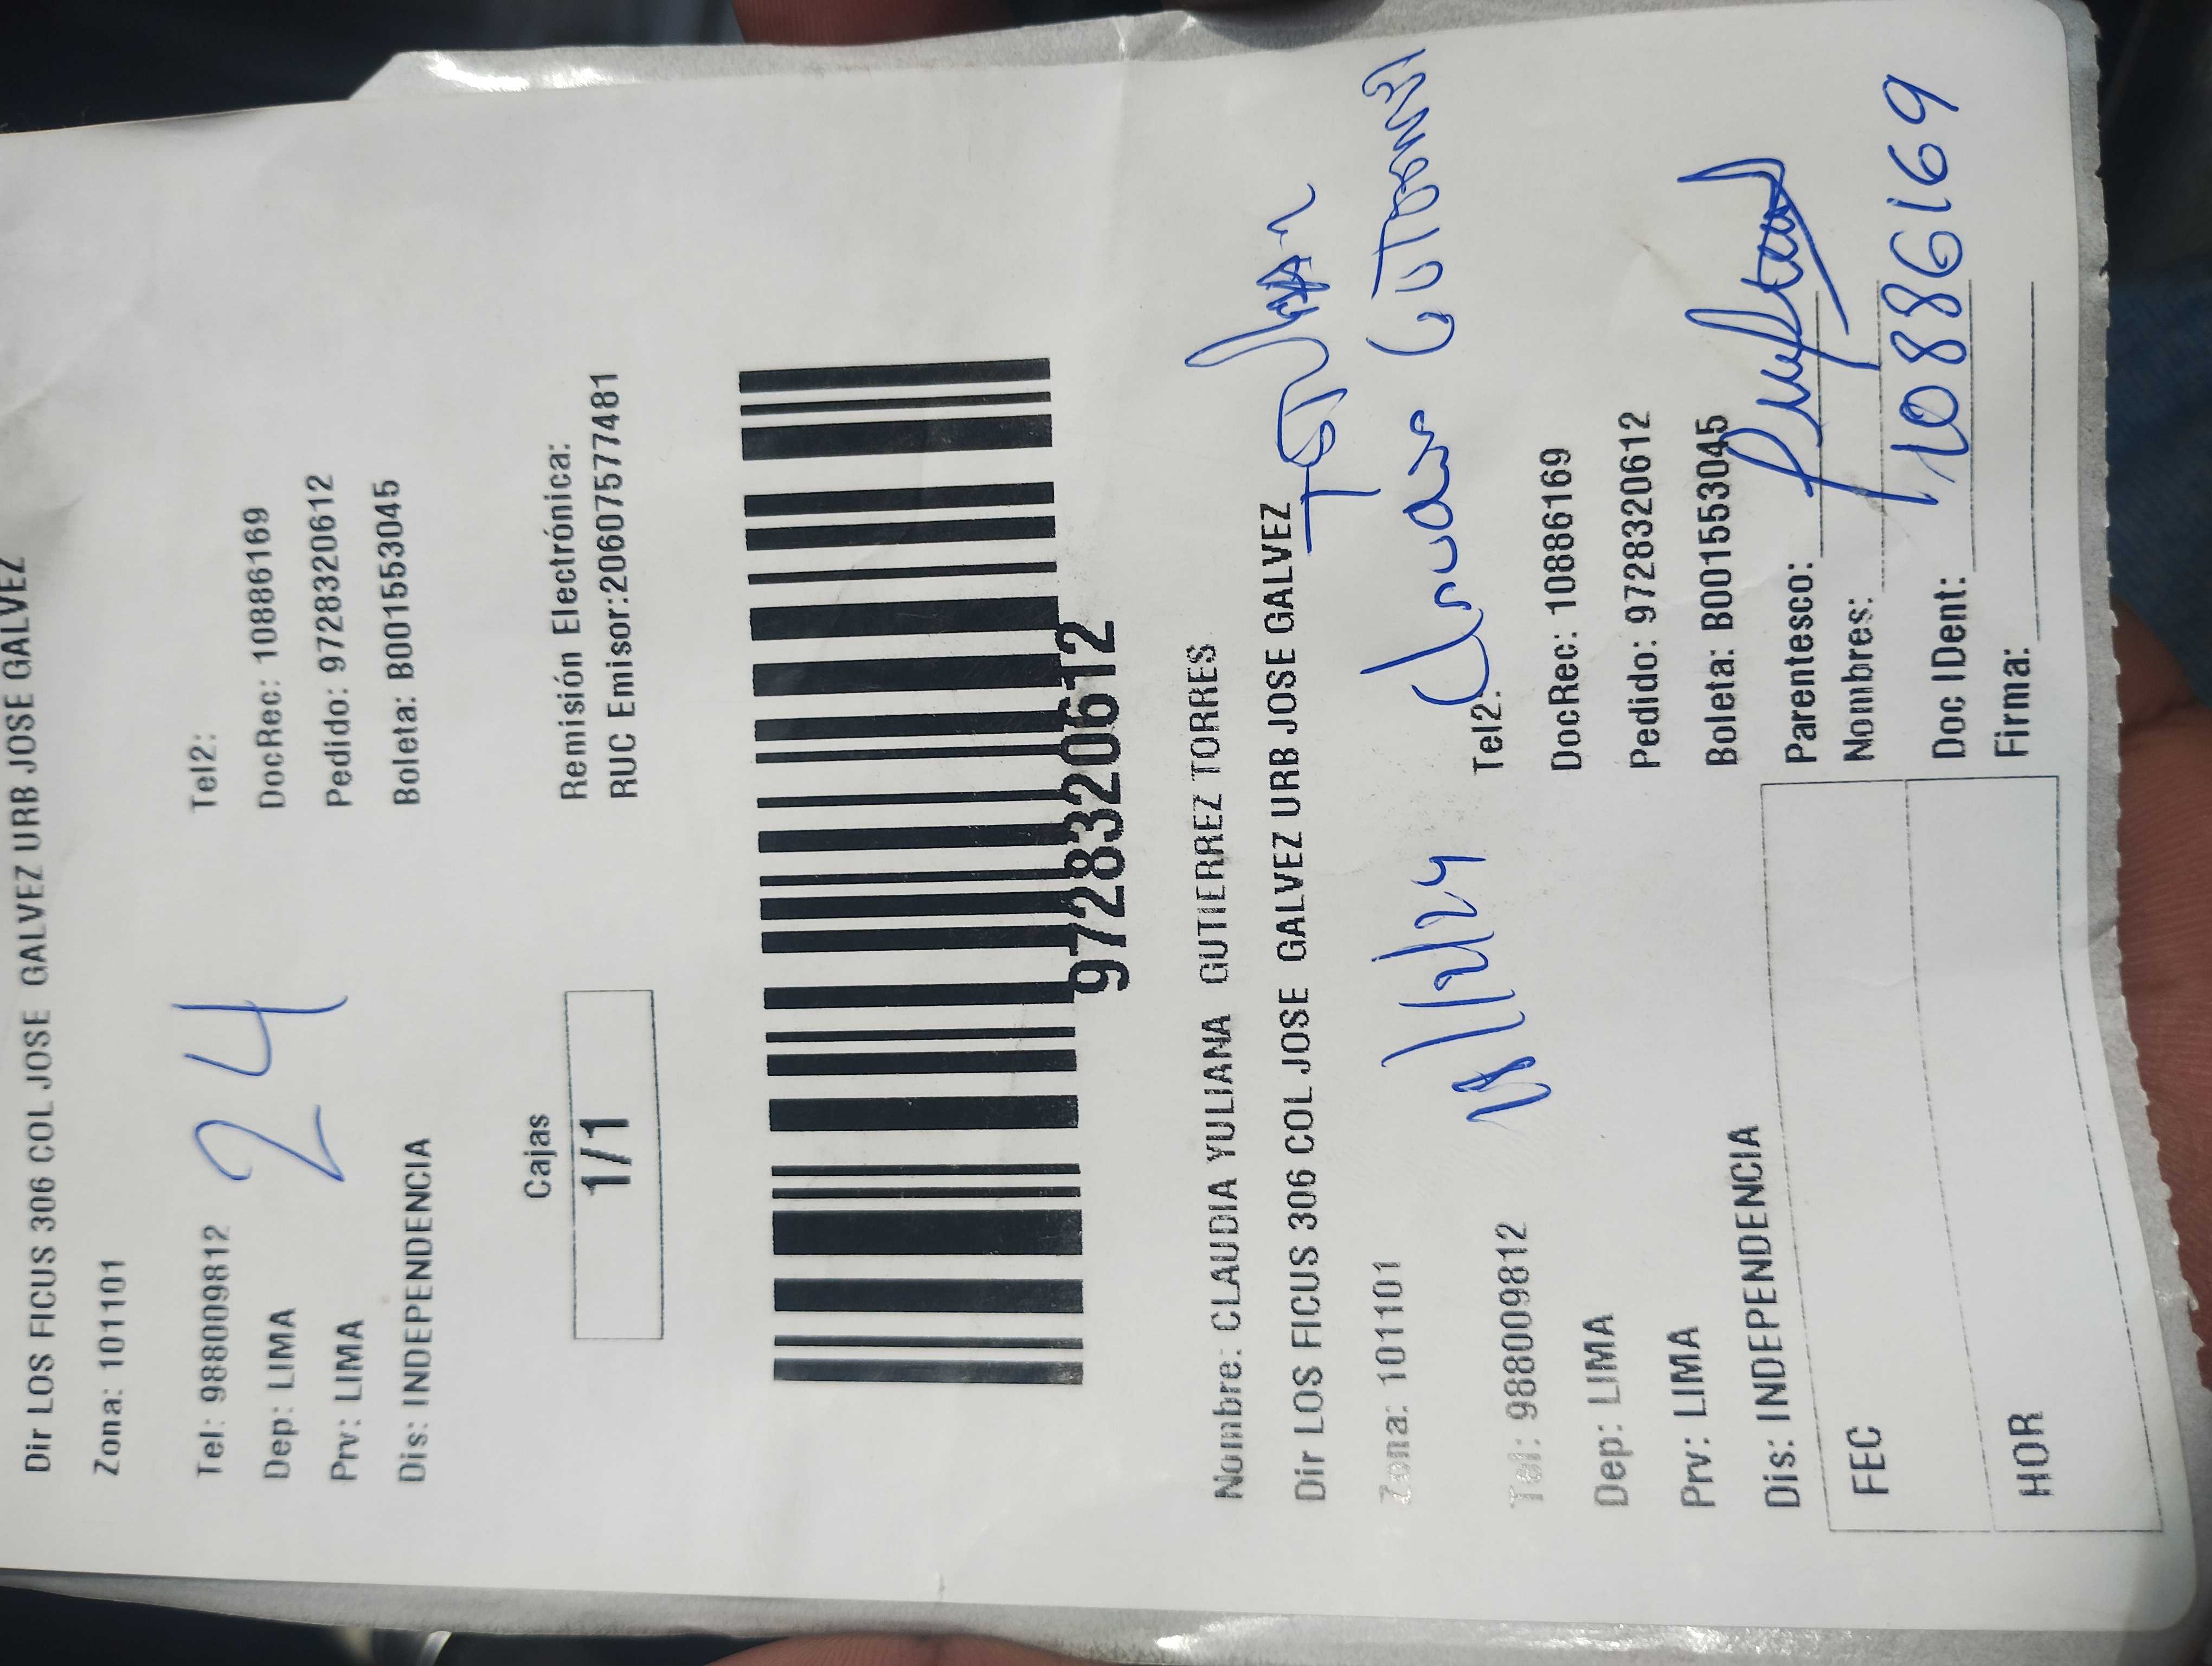 Dir LOS FICUS 306 COL JOSE GALVEZ URB JOSE GALVEZ
Zona: 101101
Tel: 988009812 24 Tel2:
Dep: LIMA DocRec: 10886169
Prv: LIMA Pedido: 97283320612
Dis: INDEPENDENCIA Boleta: B001553045
Cajas Remisión Electrónica:
1/1 RUC Emisor:20607577481
97283320612
Nombre: CLAUDIA YULIANA GUTIERREZ TORRES
Dir LOS FICUS 306 COL JOSE GALVEZ URB JOSE GALVEZ
Zona: 101101
Tel: 988009812 Tel2:
Dep: LIMA DocRec: 10886169
Prv: LIMA Pedido: 97283320612
Dis: INDEPENDENCIA Boleta: B001553045
FEC Parentesco:
Nombres:
HOR Doc IDent: 10886169
Firma: